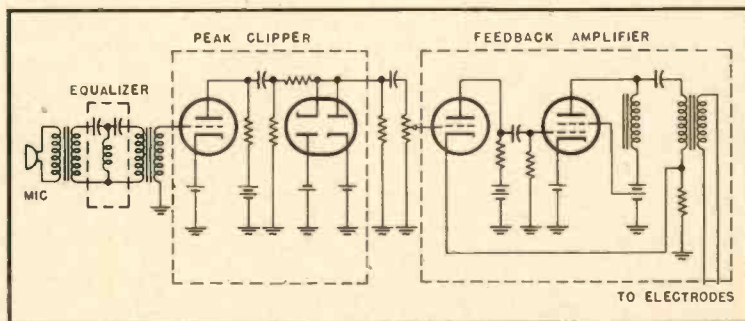 PEAK CLIPPER
FEEDBACK AMPLIFIER
EQUALIZER
MIC
TO ELECTRODES